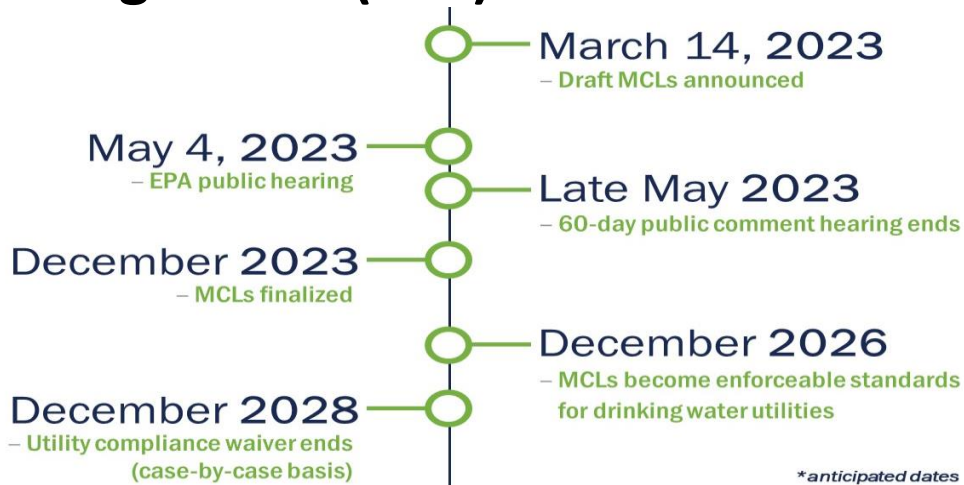 March 14, 2023
– Draft MCLs announced
May 4, 2023
– EPA public hearing
Late May 2023
– 60-day public comment hearing ends
December 2023
– MCLs finalized
December 2026
– MCLs become enforceable standards
for drinking water utilities
December 2028
– Utility compliance waiver ends
(case-by-case basis)
*anticipated dates